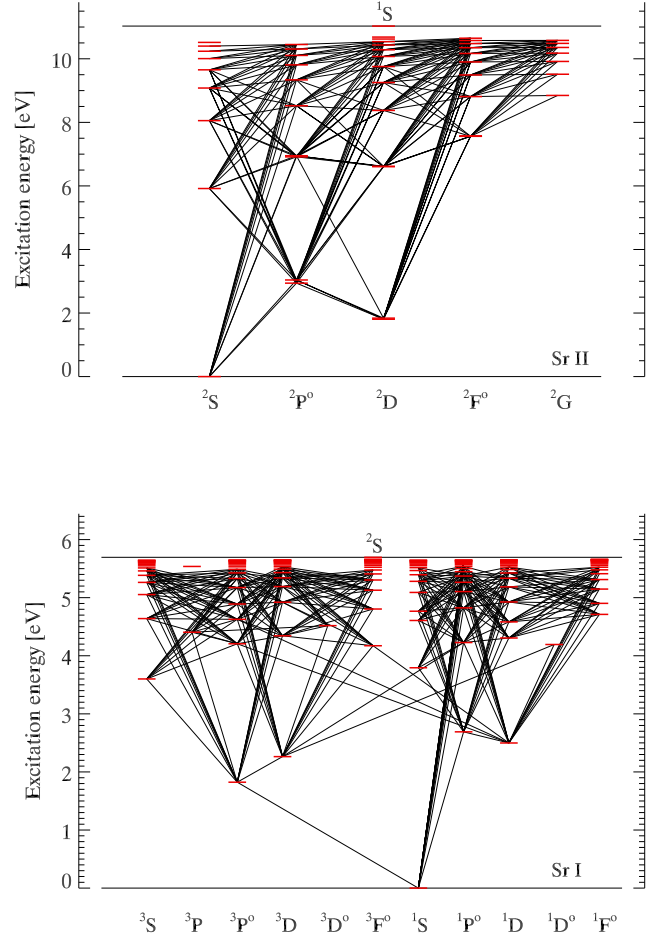 ¹S
10
8
6
4
2
0
Excitation energy [eV]
Sr II
²S ²Pº ²D ²Fº ²G
²S
6
5
4
3
2
1
0
Excitation energy [eV]
Sr I
³S ³P ³Pº ³D ³Dº ³Fº ¹S ¹Pº ¹D ¹Dº ¹Fº